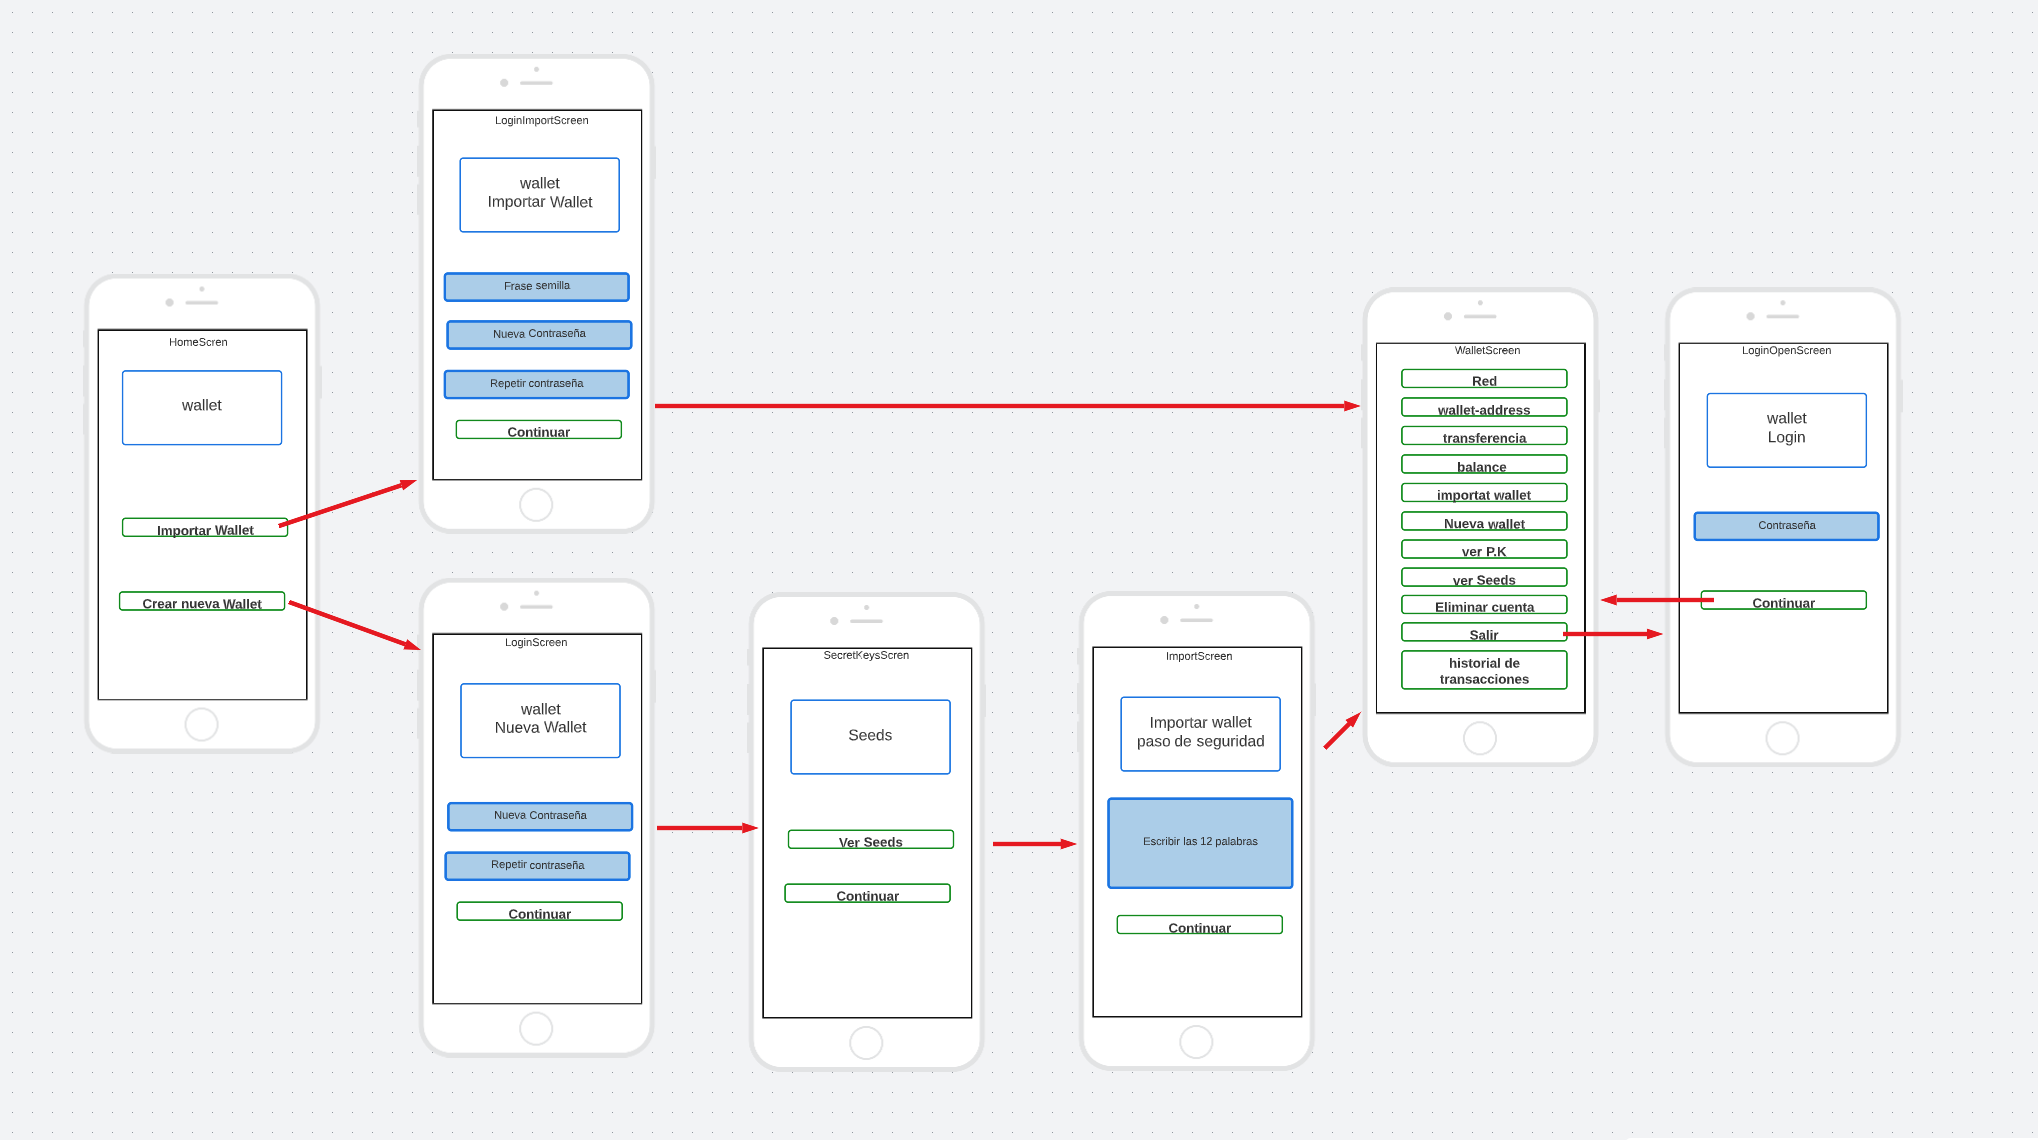 HomeScren
wallet
Importar Wallet
Crear nueva Wallet
LoginImportScreen
wallet
Importar Wallet
Frase semilla
Nueva Contraseña
Repetir contraseña
Continuar
LoginScreen
wallet
Nueva Wallet
Nueva Contraseña
Repetir contraseña
Continuar
SecretKeysScren
Seeds
Ver Seeds
Continuar
ImportScreen
Importar wallet
paso de seguridad
Escribir las 12 palabras
Continuar
WalletScreen
Red
wallet-address
transferencia
balance
importat wallet
Nueva wallet
ver P.K
ver Seeds
Eliminar cuenta
Salir
historial de
transacciones
LoginOpenScreen
wallet
Login
Contraseña
Continuar